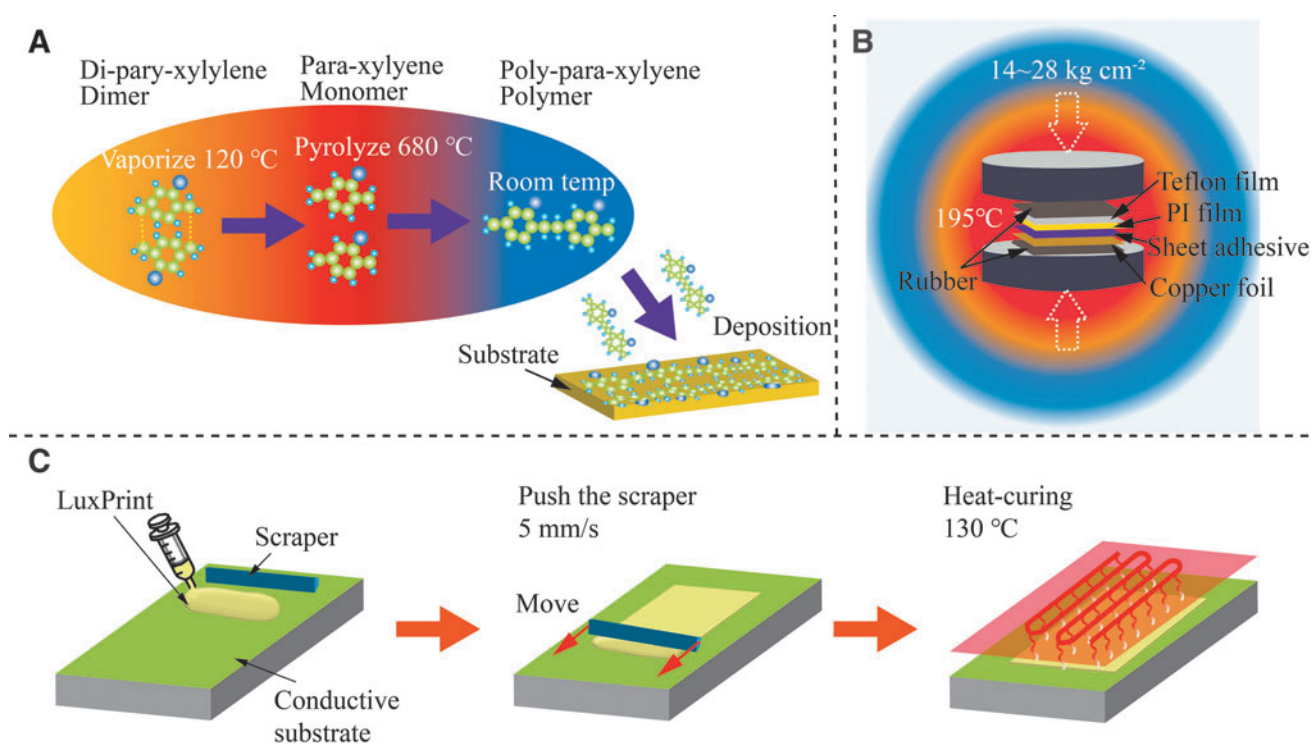 A
Di-pary-xylylene
Dimer
Para-xylyene
Monomer
Poly-para-xylyene
Polymer
Vaporize 120 ℃
Pyrolyze 680 ℃
Room temp
Deposition
Substrate
B
14~28 kg cm⁻²
195℃
Teflon film
PI film
Sheet adhesive
Rubber
Copper foil
C
LuxPrint
Scraper
Conductive
substrate
Push the scraper
5 mm/s
Move
Heat-curing
130 ℃